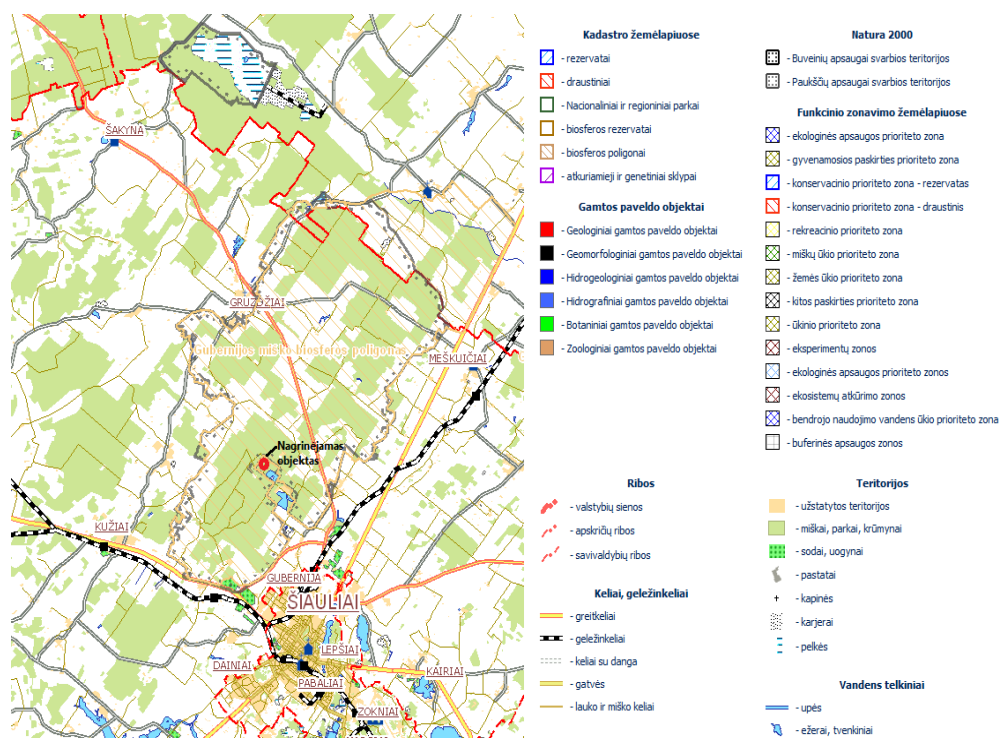 ŠAKYNA
GRUZDŽIAI
Gubernijos miško biosferos poligonas
MEŠKUIČIAI
Nagrinėjamas
objektas
KUŽIAI
GUBERNIJA
ŠIAULIAI
LEPŠIAI
DAINIAI
KAIRIAI
PABALIAI
ZOKNIAI
Kadastro žemėlapiuose
- rezervatai
- draustiniai
- Nacionaliniai ir regioniniai parkai
- biosferos rezervatai
- biosferos poligonai
- atkuriamieji ir genetiniai sklypai
Gamtos paveldo objektai
- Geologiniai gamtos paveldo objektai
- Geomorfologiniai gamtos paveldo objektai
- Hidrogeologiniai gamtos paveldo objektai
- Hidrografiniai gamtos paveldo objektai
- Botaniniai gamtos paveldo objektai
- Zoologiniai gamtos paveldo objektai
Natura 2000
- Buveinių apsaugai svarbios teritorijos
- Paukščių apsaugai svarbios teritorijos
Funkcinio zonavimo žemėlapiuose
- ekologinės apsaugos prioriteto zona
- gyvenamosios paskirties prioriteto zona
- konservacinio prioriteto zona - rezervatas
- konservacinio prioriteto zona - draustinis
- rekreacinio prioriteto zona
- miškų ūkio prioriteto zona
- žemės ūkio prioriteto zona
- kitos paskirties prioriteto zona
- ūkinio prioriteto zona
- eksperimentų zonos
- ekologinės apsaugos prioriteto zonos
- ekosistemų atkūrimo zonos
- bendrojo naudojimo vandens ūkio prioriteto zona
- buferinės apsaugos zonos
Ribos
- valstybių sienos
- apskričių ribos
- savivaldybių ribos
Keliai, geležinkeliai
- greitkeliai
- geležinkeliai
- keliai su danga
- gatvės
- lauko ir miško keliai
Teritorijos
- užstatytos teritorijos
- miškai, parkai, krūmynai
- sodai, uogynai
- pastatai
- kapinės
- karjerai
- pelkės
Vandens telkiniai
- upės
- ežerai, tvenkiniai